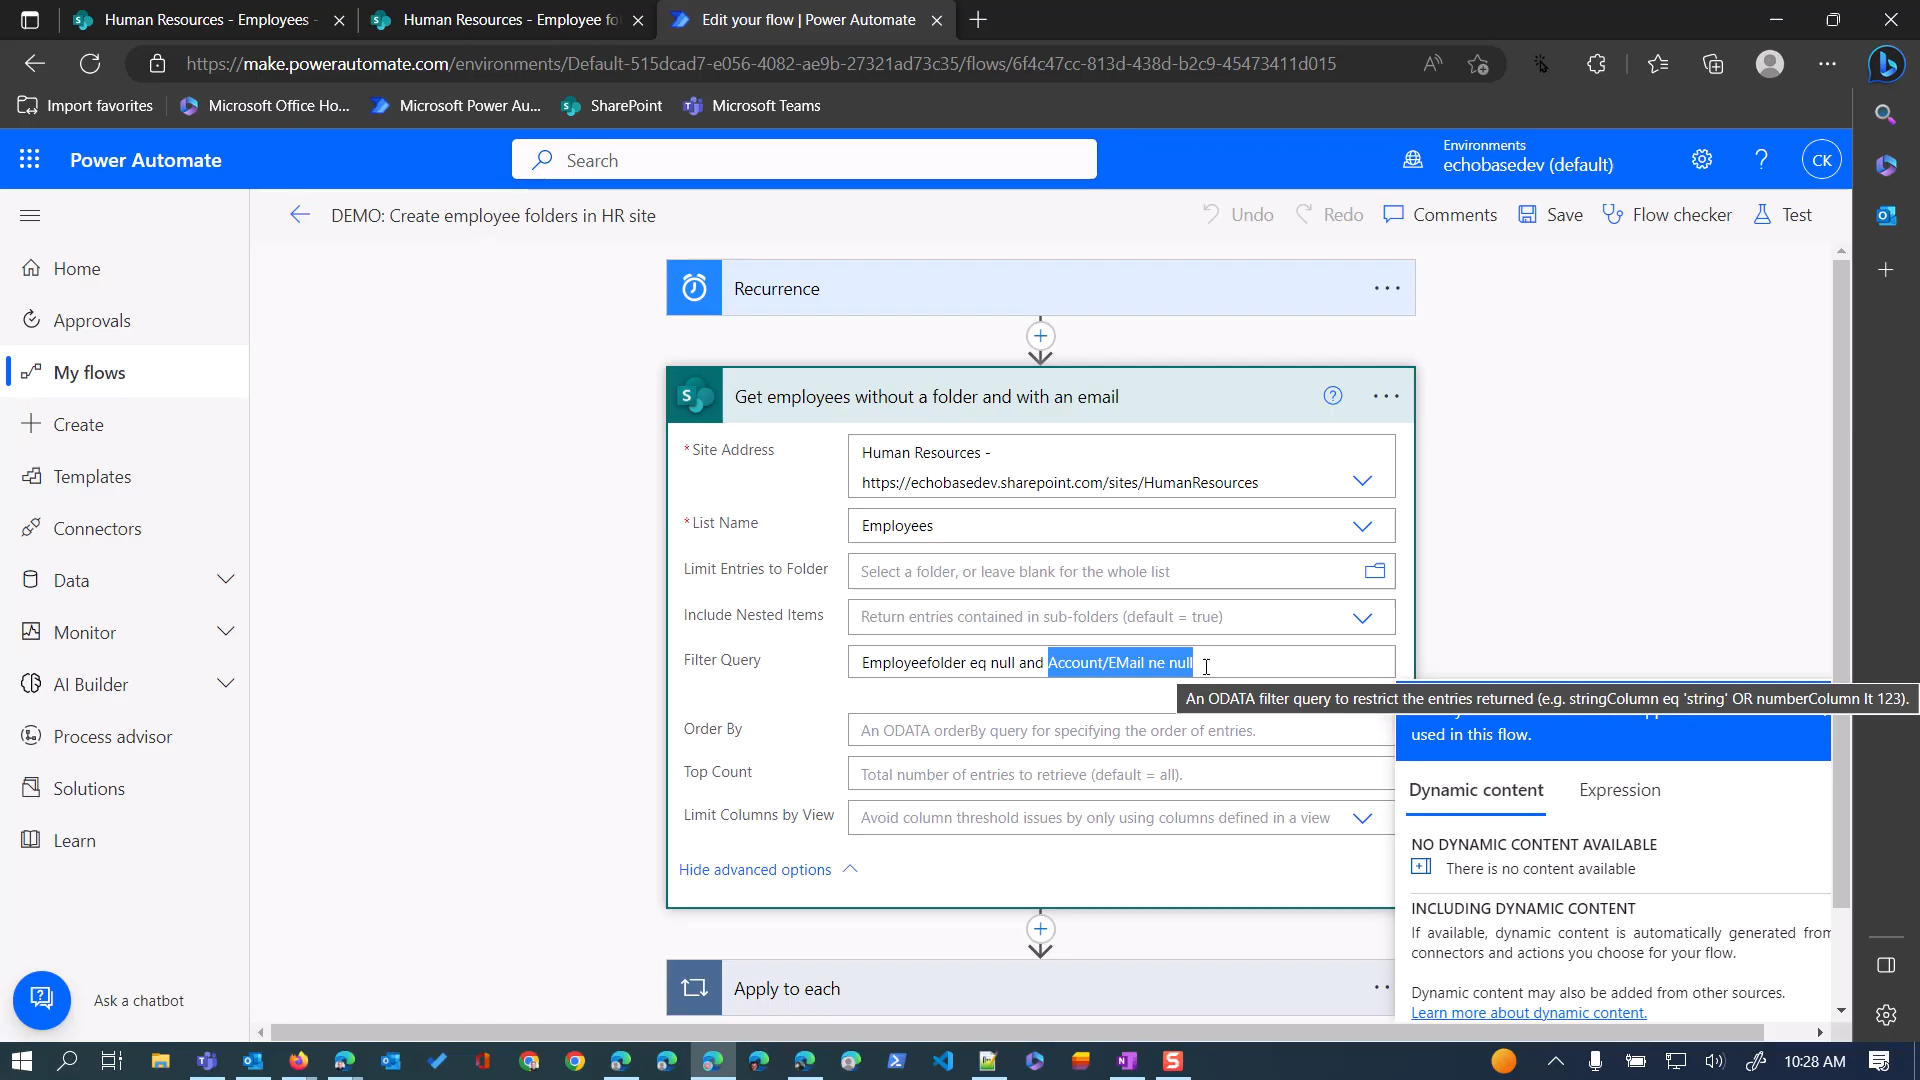 Human Resources - Employees -
Human Resources - Employee fo
Edit your flow | Power Automate
https://make.powerautomate.com/environments/Default-515dcad7-e056-4082-ae9b-27321ad73c35/flows/6f4c47cc-813d-438d-b2c9-45473411d015
Import favorites
Microsoft Office Ho...
Microsoft Power Au...
SharePoint
Microsoft Teams
Power Automate
Search
Environments
echobasedev (default)
CK
DEMO: Create employee folders in HR site
Undo
Redo
Comments
Save
Flow checker
Test
Home
Approvals
My flows
Create
Templates
Connectors
Data
Monitor
AI Builder
Process advisor
Solutions
Learn
Ask a chatbot
Recurrence
Get employees without a folder and with an email
* Site Address
Human Resources -
https://echobasedev.sharepoint.com/sites/HumanResources
* List Name
Employees
Limit Entries to Folder
Select a folder, or leave blank for the whole list
Include Nested Items
Return entries contained in sub-folders (default = true)
Filter Query
Employeefolder eq null and Account/EMail ne null
An ODATA filter query to restrict the entries returned (e.g. stringColumn eq 'string' OR numberColumn lt 123).
Order By
An ODATA orderBy query for specifying the order of entries.
Top Count
Total number of entries to retrieve (default = all).
Limit Columns by View
Avoid column threshold issues by only using columns defined in a view
Hide advanced options
Apply to each
used in this flow.
Dynamic content
Expression
NO DYNAMIC CONTENT AVAILABLE
There is no content available
INCLUDING DYNAMIC CONTENT
If available, dynamic content is automatically generated from
connectors and actions you choose for your flow.
Dynamic content may also be added from other sources.
Learn more about dynamic content.
10:28 AM